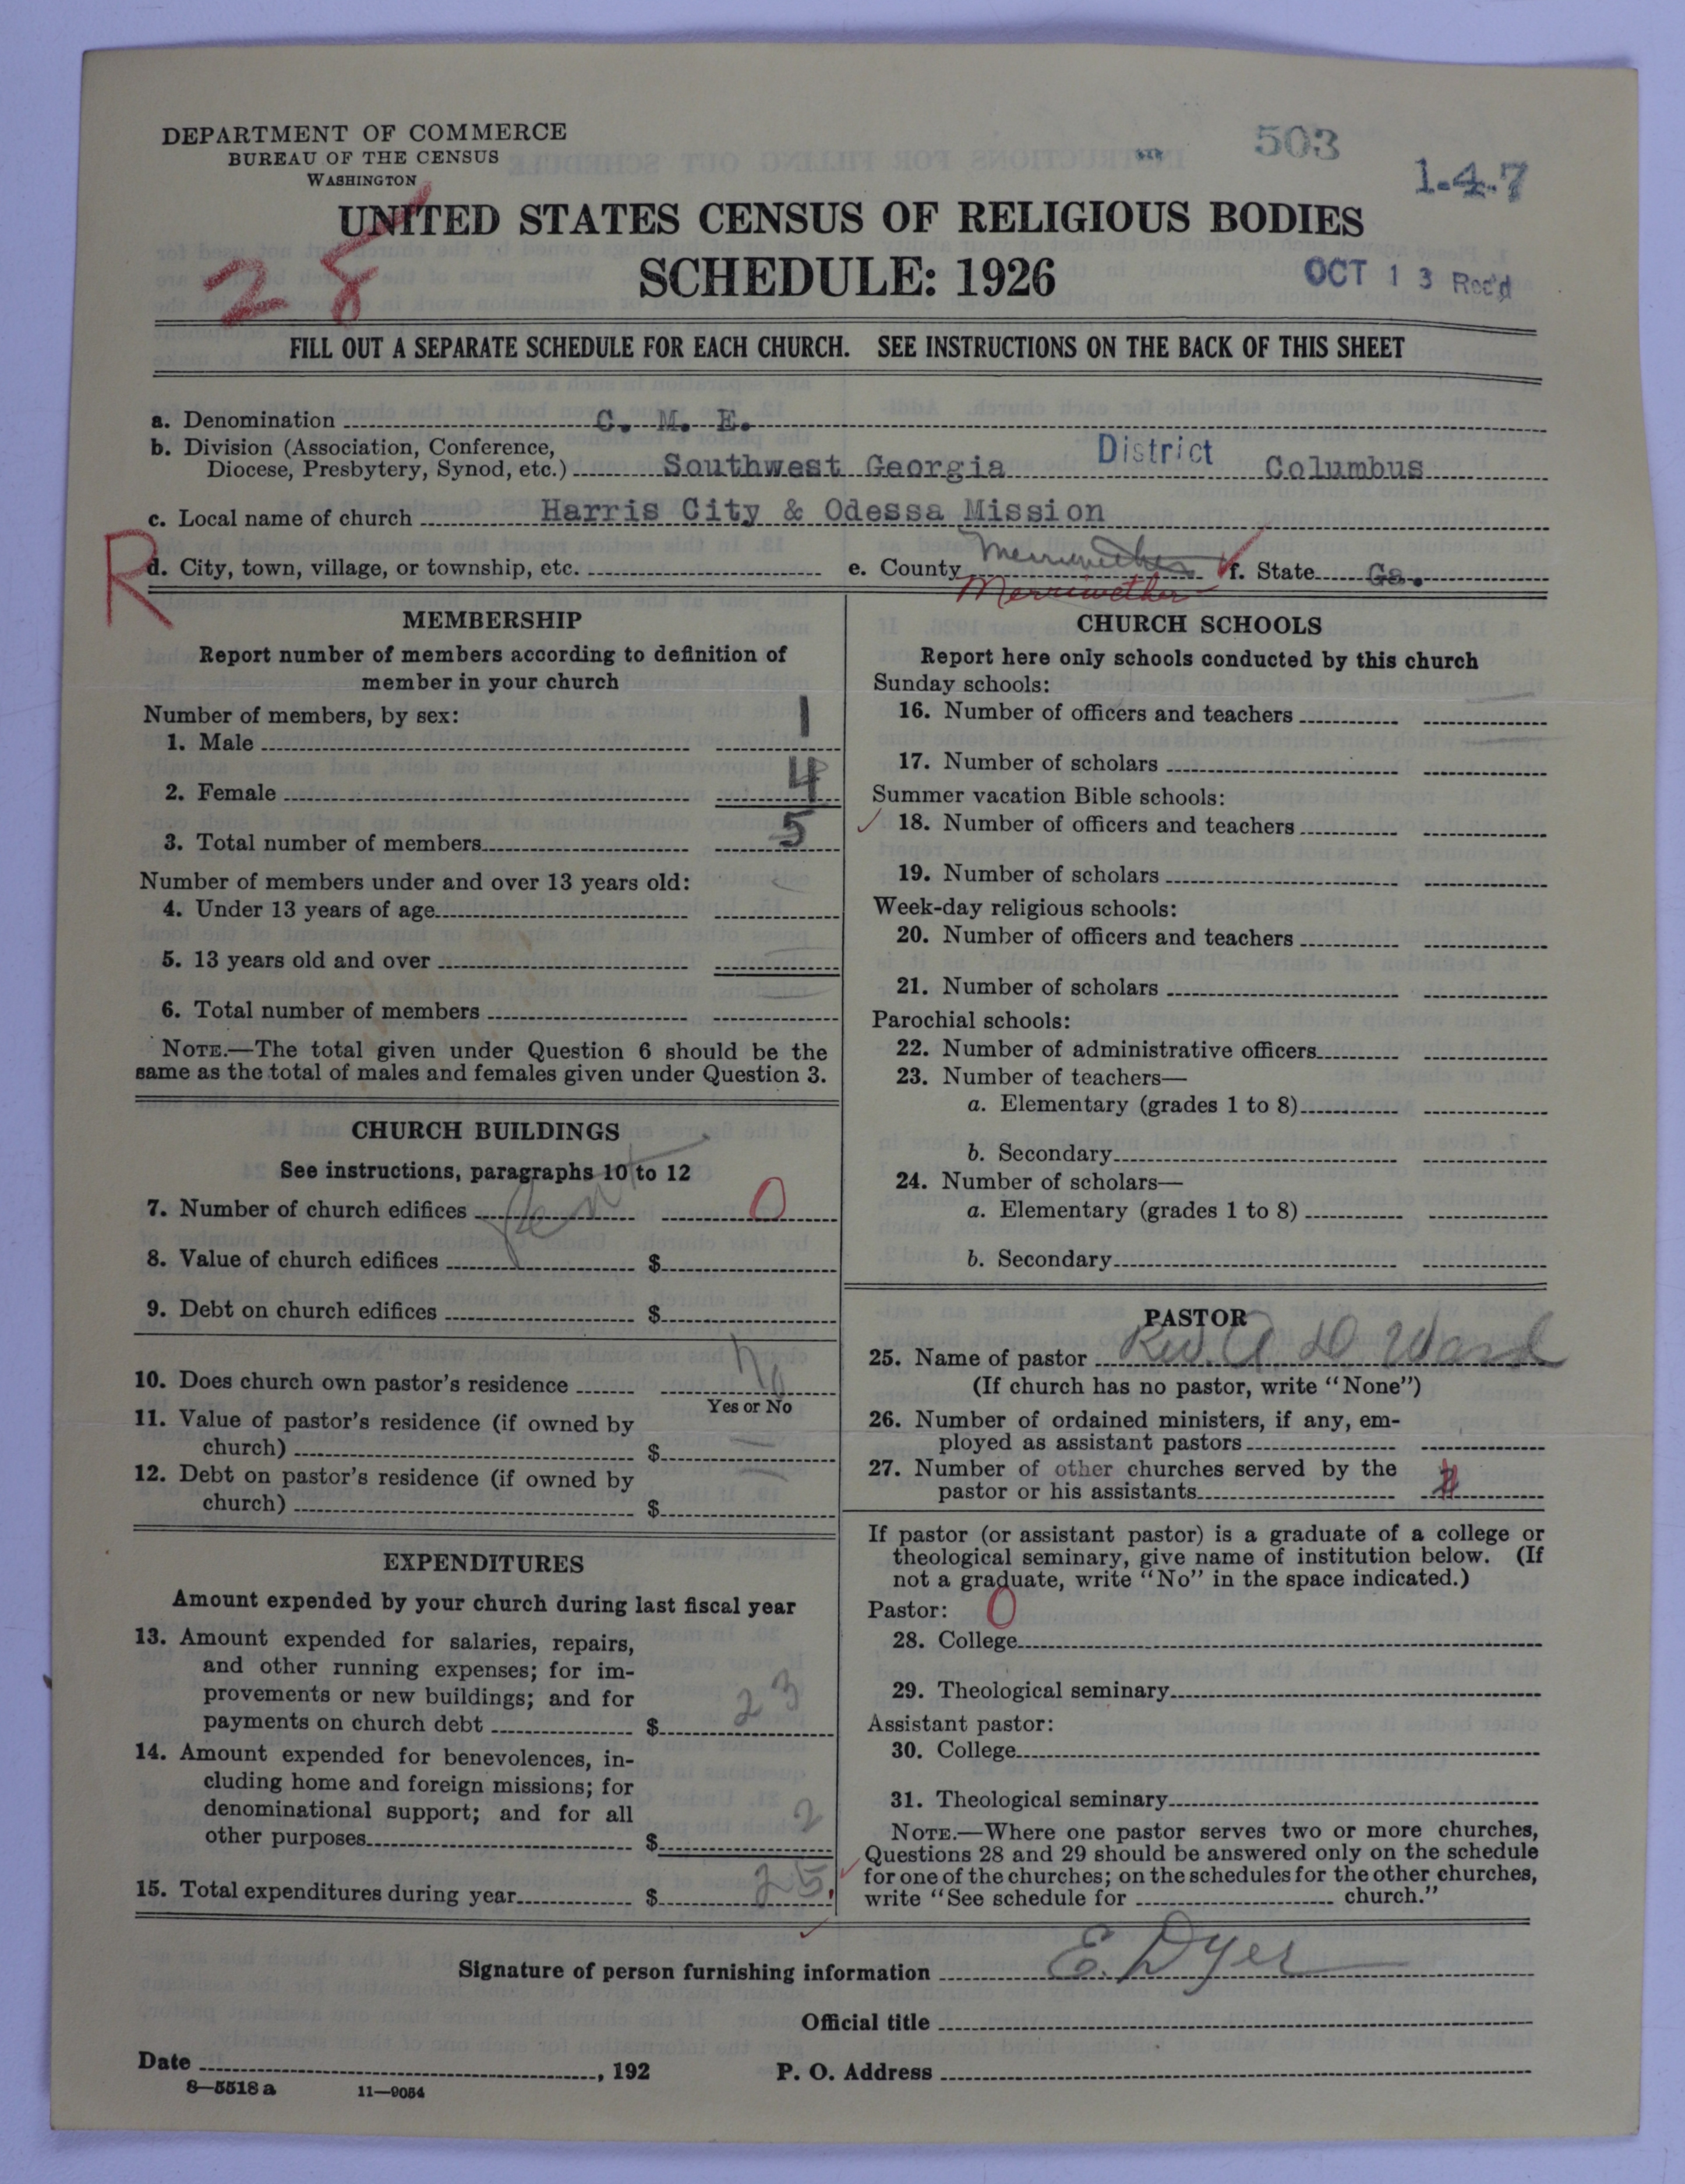 DEPARTMENT OF COMMERCE
BUREAU OF THE CENSUS
WASHINGTON
503
1-4-7
UNITED STATES CENSUS OF RELIGIOUS BODIES
SCHEDULE: 1926
28
OCT 13 Rec'd
FILL OUT A SEPARATE SCHEDULE FOR EACH CHURCH. SEE INSTRUCTIONS ON THE BACK OF THIS SHEET
a. Denomination C. M. E.
b. Division (Association, Conference,
Diocese, Presbytery, Synod, etc.) Southwest Georgia District Columbus
c. Local name of church Harris City & Odessa Mission
R
d. City, town, village, or township, etc. e. County Merriwether f. State Ga.
Merriwether
MEMBERSHIP
Report number of members according to definition of
member in your church
Number of members, by sex:
1. Male 1
2. Female 4
3. Total number of members 5
Number of members under and over 13 years old:
4. Under 13 years of age
5. 13 years old and over
6. Total number of members
NOTE.—The total given under Question 6 should be the
same as the total of males and females given under Question 3.
CHURCH BUILDINGS
See instructions, paragraphs 10 to 12
7. Number of church edifices Rent 0
8. Value of church edifices $
9. Debt on church edifices $
10. Does church own pastor's residence No
Yes or No
11. Value of pastor's residence (if owned by
church) $
12. Debt on pastor's residence (if owned by
church) $
EXPENDITURES
Amount expended by your church during last fiscal year
13. Amount expended for salaries, repairs,
and other running expenses; for im-
provements or new buildings; and for
payments on church debt $ 23
14. Amount expended for benevolences, in-
cluding home and foreign missions; for
denominational support; and for all
other purposes $ 2
15. Total expenditures during year $ 25.
CHURCH SCHOOLS
Report here only schools conducted by this church
Sunday schools:
16. Number of officers and teachers
17. Number of scholars
Summer vacation Bible schools:
18. Number of officers and teachers
19. Number of scholars
Week-day religious schools:
20. Number of officers and teachers
21. Number of scholars
Parochial schools:
22. Number of administrative officers
23. Number of teachers—
a. Elementary (grades 1 to 8)
b. Secondary
24. Number of scholars—
a. Elementary (grades 1 to 8)
b. Secondary
PASTOR
25. Name of pastor Rev. A. D. Ward
(If church has no pastor, write "None")
26. Number of ordained ministers, if any, em-
ployed as assistant pastors
27. Number of other churches served by the
pastor or his assistants
If pastor (or assistant pastor) is a graduate of a college or
theological seminary, give name of institution below. (If
not a graduate, write "No" in the space indicated.)
Pastor: 0
28. College
29. Theological seminary
Assistant pastor:
30. College
31. Theological seminary
NOTE.—Where one pastor serves two or more churches,
Questions 28 and 29 should be answered only on the schedule
for one of the churches; on the schedules for the other churches,
write "See schedule for church."
Signature of person furnishing information E. Dyer
Official title
Date , 192
P. O. Address
8—5518 a 11—9054